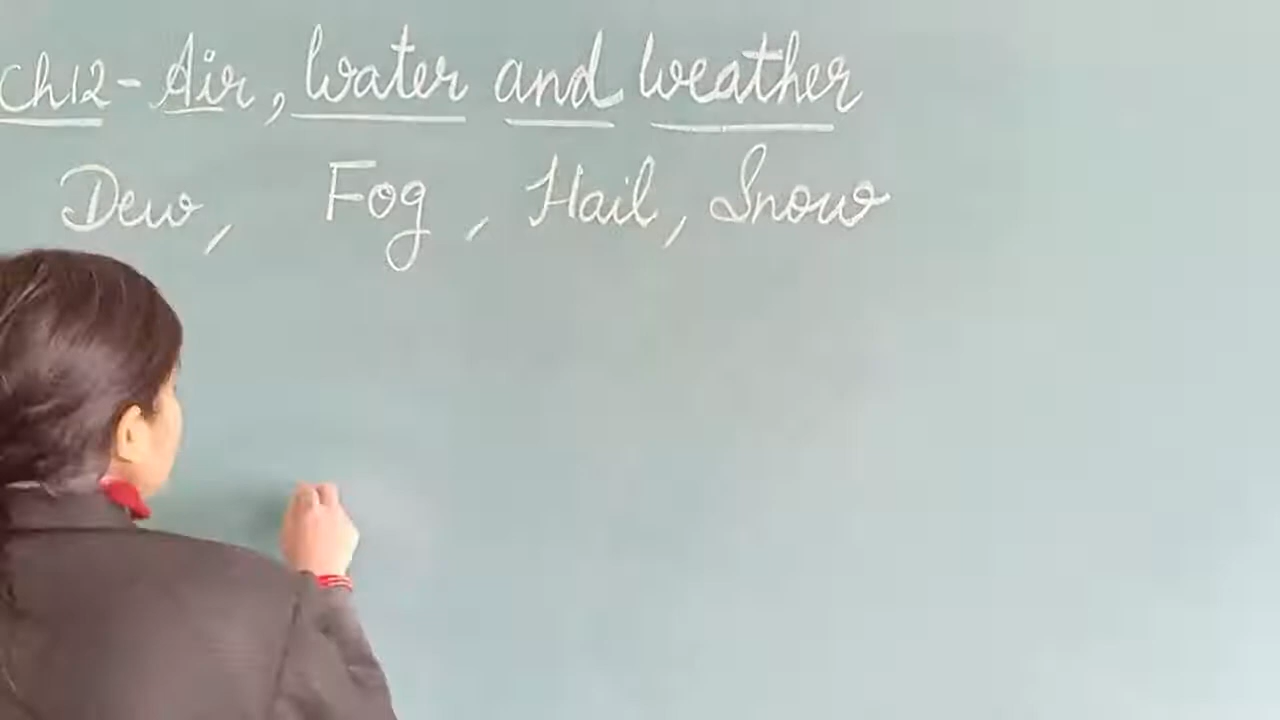 Ch12 - Air, Water and Weather
Dew, Fog, Hail, Snow